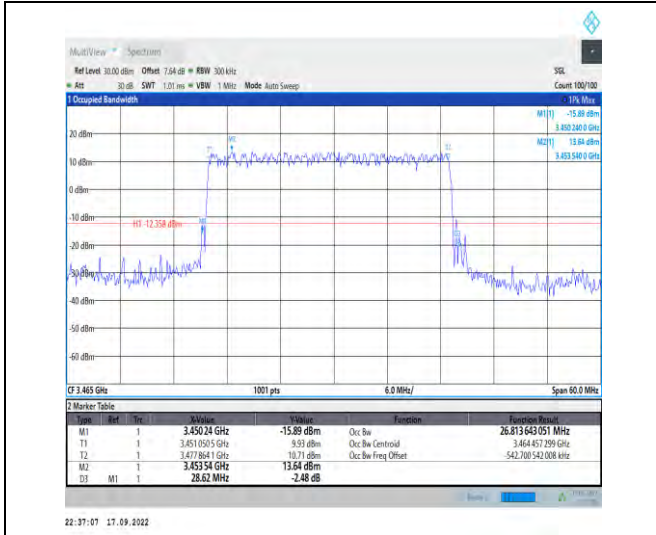 MultiView Spectrum
Ref Level 30.00 dBm Offset 7.64 dB RBW 300 kHz SGL
Att 30 dB SWT 1.01 ms VBW 1 MHz Mode Auto Sweep Count 100/100
1 Occupied Bandwidth 1Pk Max
M1[1] -15.89 dBm
3.450 240 0 GHz
M2[1] 13.64 dBm
3.453 540 0 GHz
20 dBm
T1
M2
T2
10 dBm
0 dBm
-10 dBm
H1 -12.358 dBm
M1
-20 dBm
-30 dBm
-40 dBm
-50 dBm
-60 dBm
CF 3.465 GHz 1001 pts 6.0 MHz/ Span 60.0 MHz
2 Marker Table
Type Ref Trc X-Value Y-Value Function Function Result
M1 1 3.450 24 GHz -15.89 dBm Occ Bw 26.813 643 051 MHz
T1 1 3.451 050 5 GHz 9.93 dBm Occ Bw Centroid 3.464 457 299 GHz
T2 1 3.477 864 1 GHz 10.71 dBm Occ Bw Freq Offset -542.700 542 008 kHz
M2 1 3.453 54 GHz 13.64 dBm
D3 M1 1 28.62 MHz -2.48 dB
22:37:07 17.09.2022